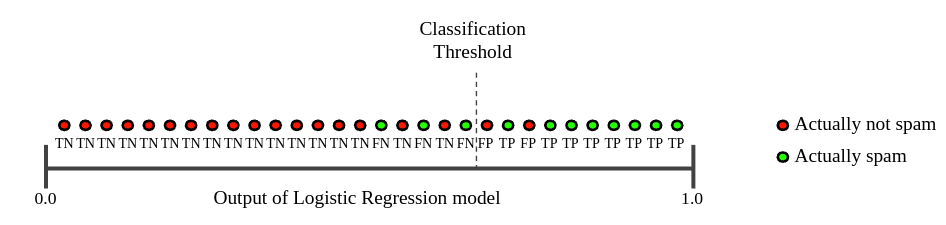 Classification
Threshold
TN TN TN TN TN TN TN TN TN TN TN TN TN TN TN FN TN FN TN FN FP TP FP TP TP TP TP TP TP TP
Actually not spam
Actually spam
0.0
Output of Logistic Regression model
1.0